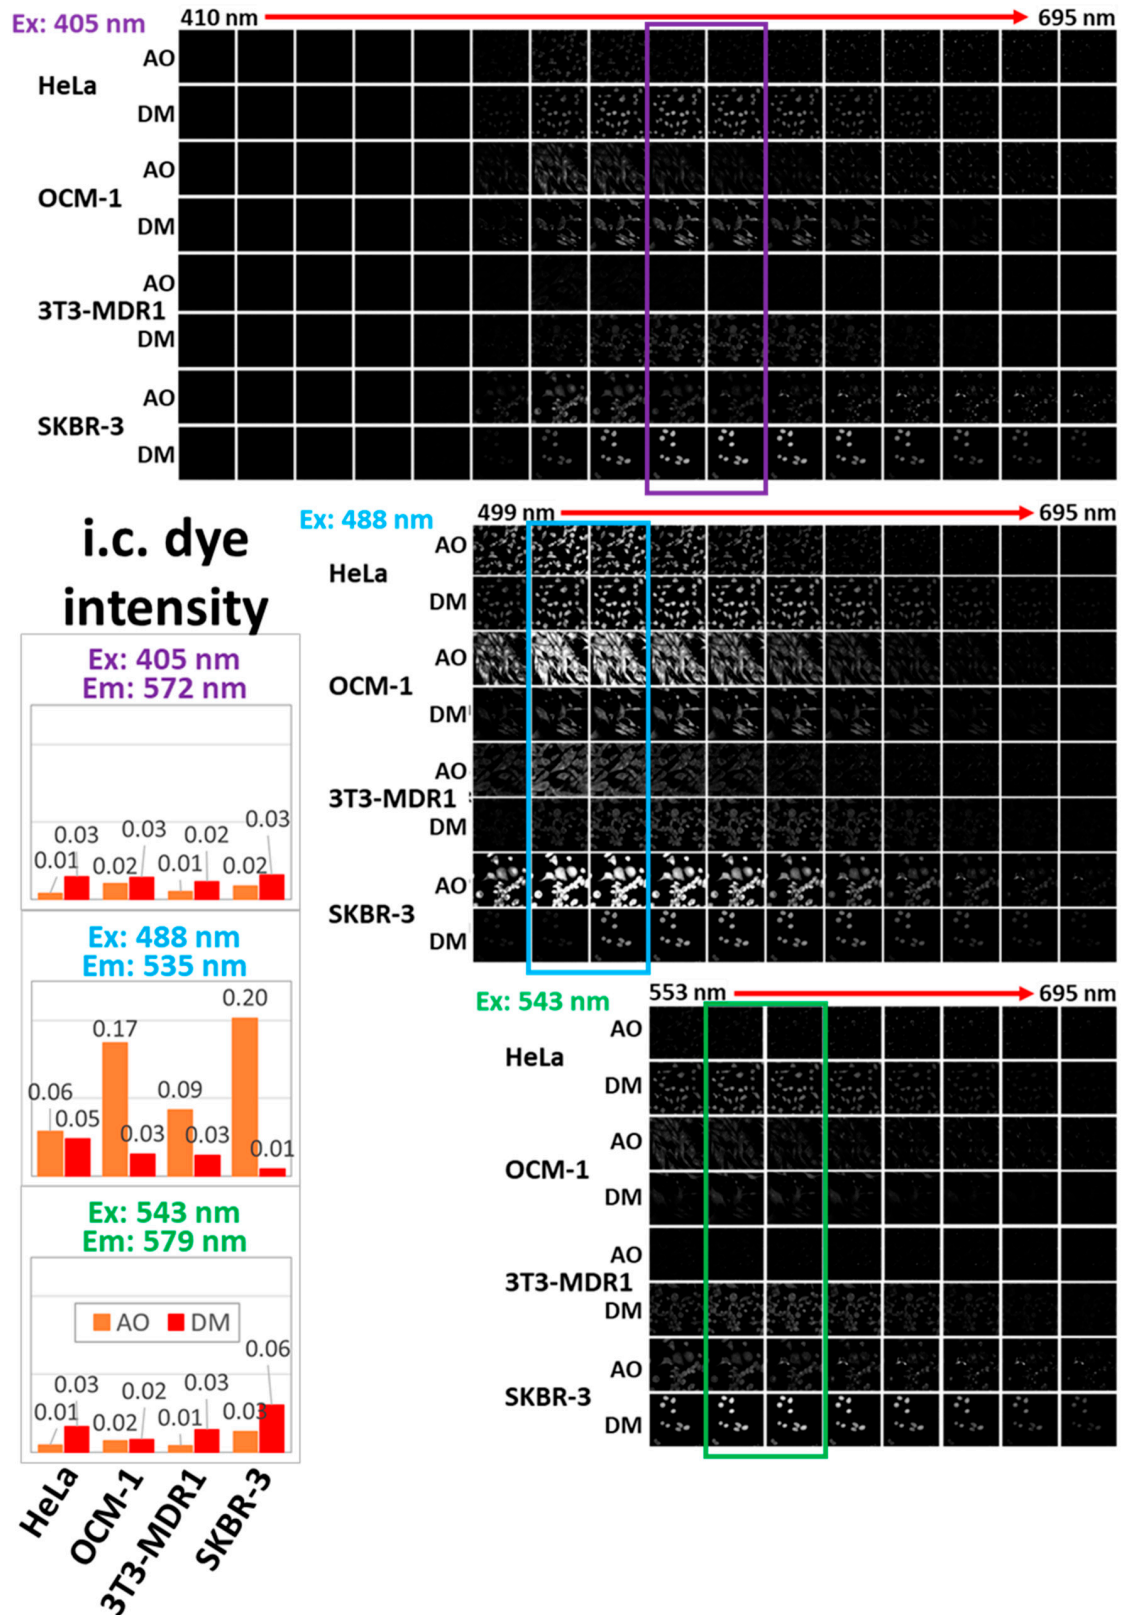 Ex: 405 nm
410 nm 695 nm
HeLa
AO
DM
OCM-1
AO
DM
3T3-MDR1
AO
DM
SKBR-3
AO
DM
Ex: 488 nm
499 nm 695 nm
HeLa
AO
DM
OCM-1
AO
DM
3T3-MDR1
AO
DM
SKBR-3
AO
DM
Ex: 543 nm
553 nm 695 nm
HeLa
AO
DM
OCM-1
AO
DM
3T3-MDR1
AO
DM
SKBR-3
AO
DM
i.c. dye
intensity
Ex: 405 nm
Em: 572 nm
0.01 0.03 0.02 0.03 0.01 0.02 0.02 0.03
Ex: 488 nm
Em: 535 nm
0.06 0.05 0.17 0.03 0.09 0.03 0.20 0.01
Ex: 543 nm
Em: 579 nm
AO DM
0.01 0.03 0.02 0.02 0.01 0.03 0.03 0.06
HeLa
OCM-1
3T3-MDR1
SKBR-3